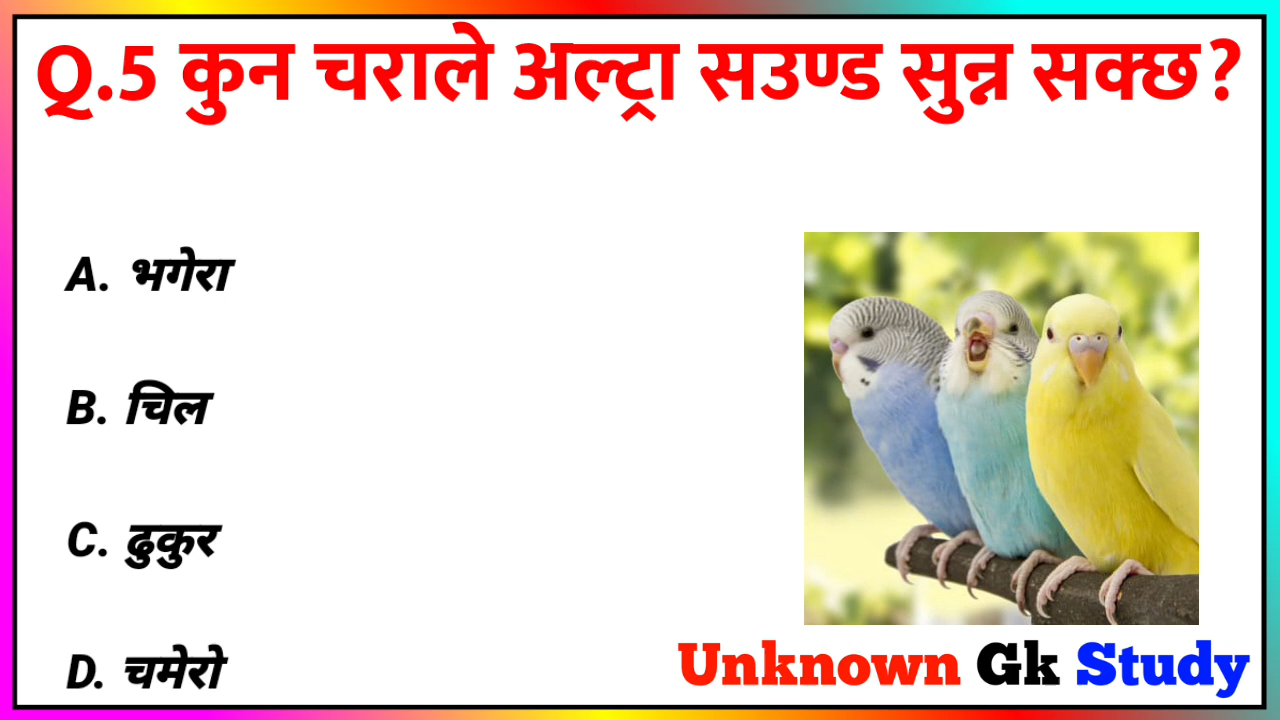 Q.5 कुन चराले अल्ट्रा सउण्ड सुन्न सक्छ?
A. भगेरा
B. चिल
C. ढुकुर
D. चमेरो
Unknown Gk Study